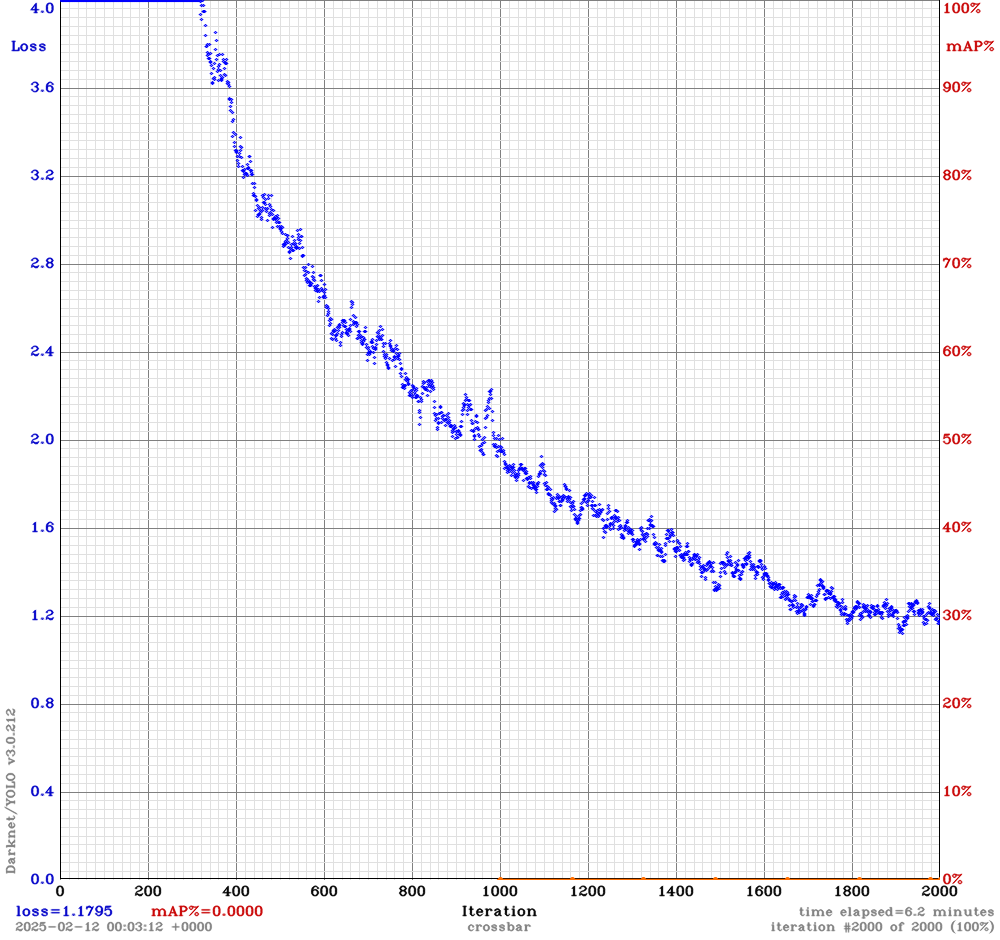 4.0
100%
Loss
mAP%
3.6
90%
3.2
80%
2.8
70%
2.4
60%
2.0
50%
1.6
40%
1.2
30%
0.8
20%
0.4
10%
0.0
0%
Darknet/YOLO v3.0.212
0 200 400 600 800 1000 1200 1400 1600 1800 2000
loss=1.1795 mAP%=0.0000
Iteration
time elapsed=6.2 minutes
2025-02-12 00:03:12 +0000
crossbar
iteration #2000 of 2000 (100%)